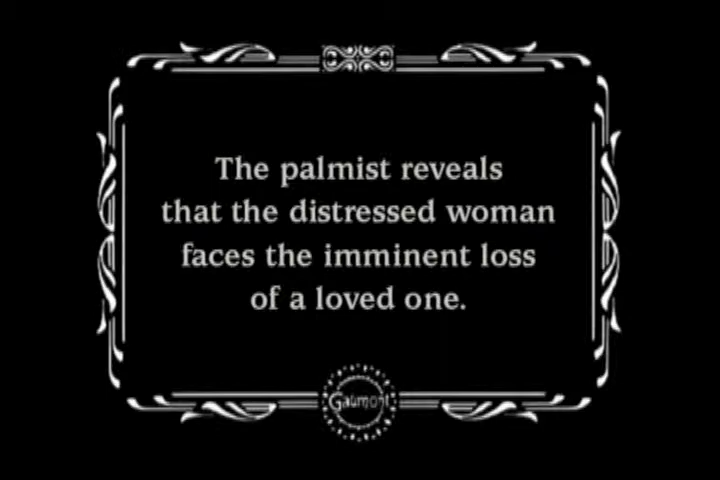 The palmist reveals
that the distressed woman
faces the imminent loss
of a loved one.
Gaumont